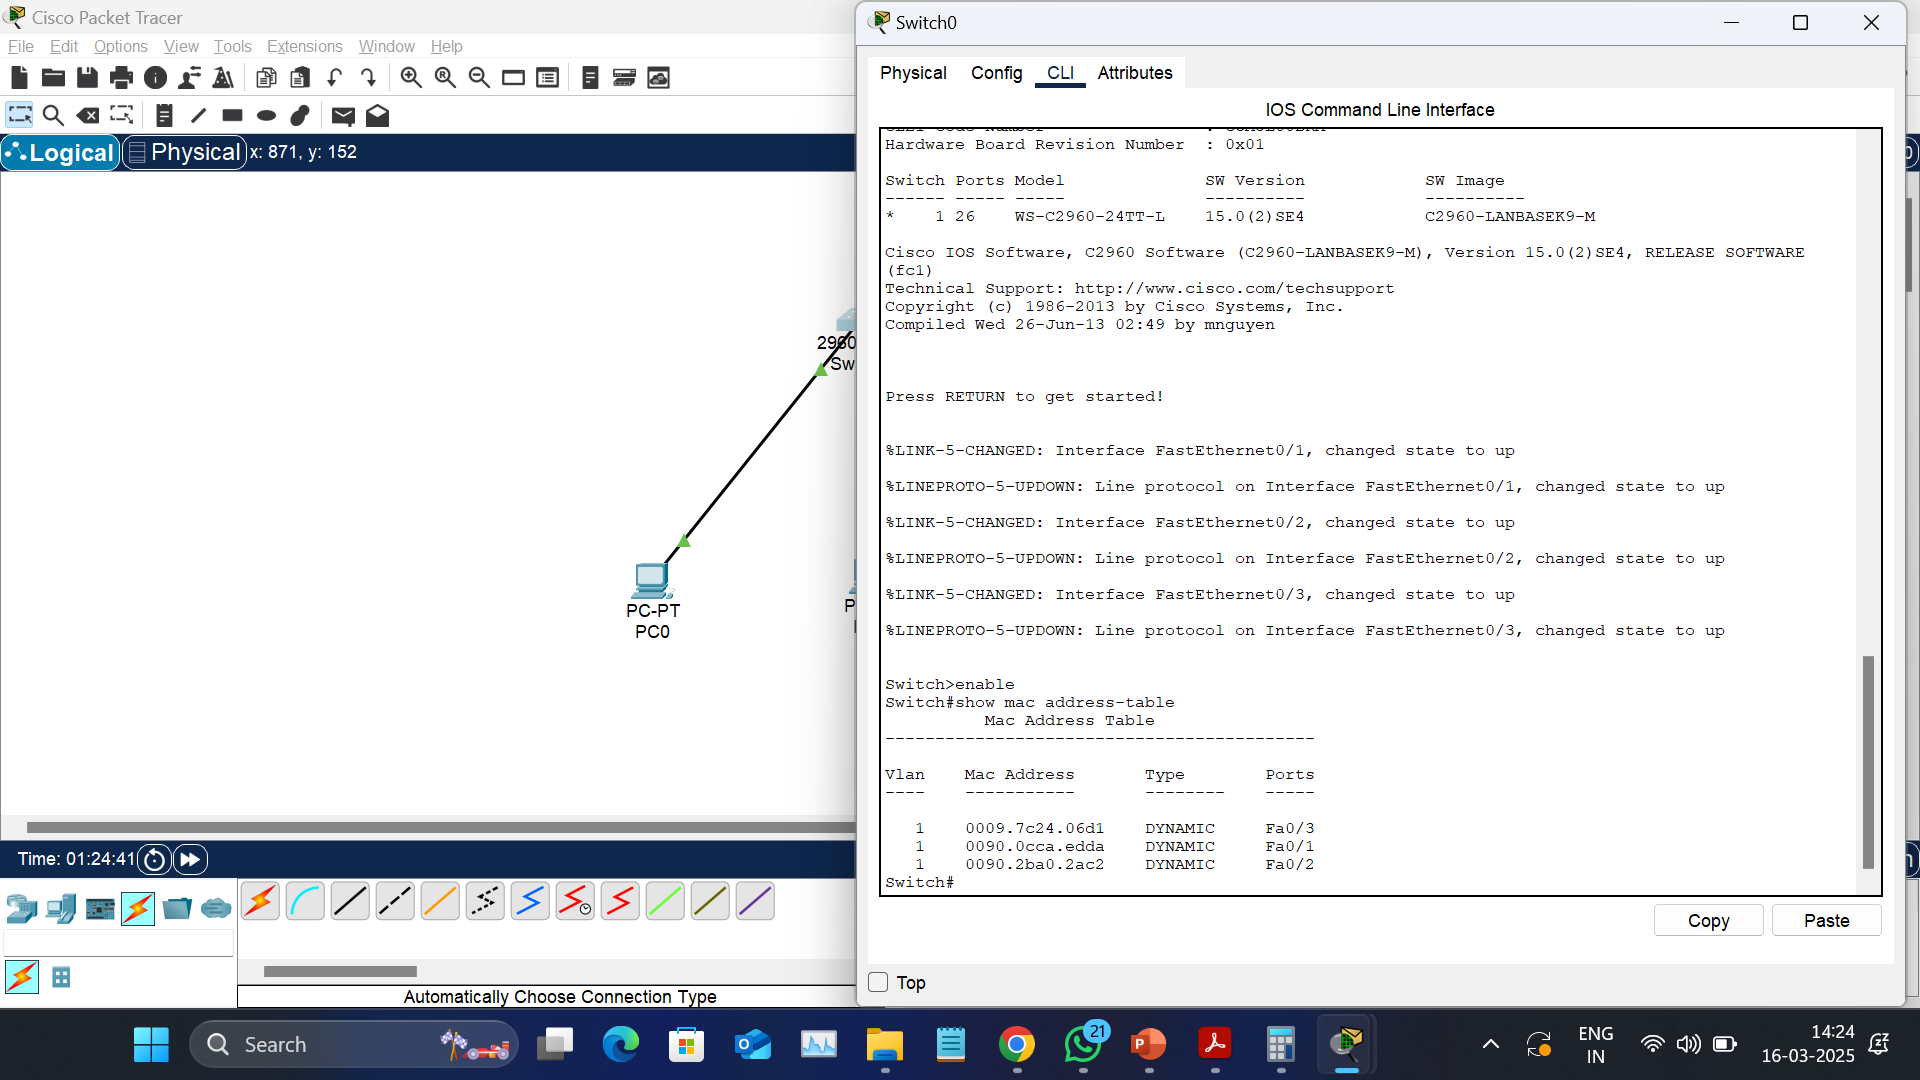 Cisco Packet Tracer
File Edit Options View Tools Extensions Window Help
Logical Physical x: 871, y: 152
2960
Sw
PC-PT
PC0
P
Time: 01:24:41
Automatically Choose Connection Type
Switch0
Physical Config CLI Attributes
IOS Command Line Interface
Hardware Board Revision Number : 0x01
Switch Ports Model SW Version SW Image
------ ----- ----- ---------- ----------
* 1 26 WS-C2960-24TT-L 15.0(2)SE4 C2960-LANBASEK9-M
Cisco IOS Software, C2960 Software (C2960-LANBASEK9-M), Version 15.0(2)SE4, RELEASE SOFTWARE
(fc1)
Technical Support: http://www.cisco.com/techsupport
Copyright (c) 1986-2013 by Cisco Systems, Inc.
Compiled Wed 26-Jun-13 02:49 by mnguyen
Press RETURN to get started!
%LINK-5-CHANGED: Interface FastEthernet0/1, changed state to up
%LINEPROTO-5-UPDOWN: Line protocol on Interface FastEthernet0/1, changed state to up
%LINK-5-CHANGED: Interface FastEthernet0/2, changed state to up
%LINEPROTO-5-UPDOWN: Line protocol on Interface FastEthernet0/2, changed state to up
%LINK-5-CHANGED: Interface FastEthernet0/3, changed state to up
%LINEPROTO-5-UPDOWN: Line protocol on Interface FastEthernet0/3, changed state to up
Switch>enable
Switch#show mac address-table
Mac Address Table
-------------------------------------------
Vlan Mac Address Type Ports
---- ----------- -------- -----
1 0009.7c24.06d1 DYNAMIC Fa0/3
1 0090.0cca.edda DYNAMIC Fa0/1
1 0090.2ba0.2ac2 DYNAMIC Fa0/2
Switch#
Copy Paste
Top
Search
21
ENG
IN
14:24
16-03-2025